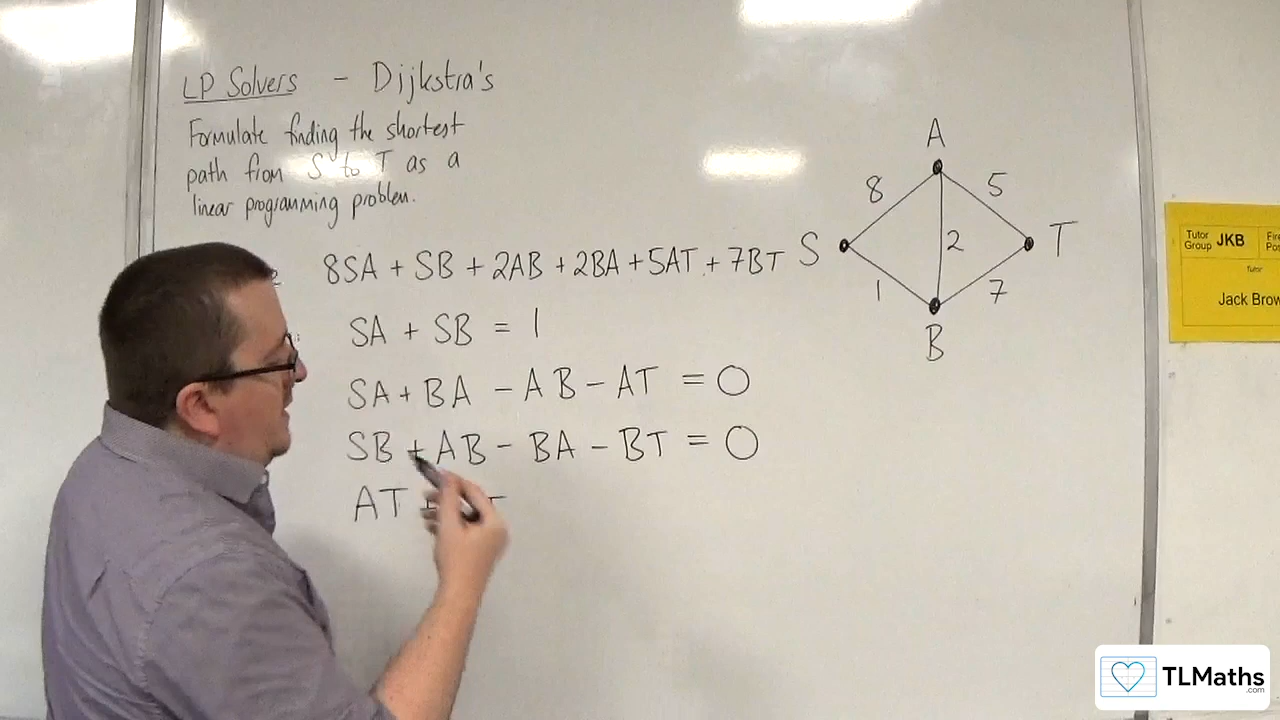 LP Solvers - Dijkstra's
Formulate finding the shortest
path from S to T as a
linear programming problem.
8SA + SB + 2AB + 2BA + 5AT + 7BT
SA + SB = 1
SA + BA - AB - AT = 0
SB + AB - BA - BT = 0
AT
A
8
5
S
2
T
1
7
B
Tutor
Group
JKB
Tutor
Jack Brow
TLMaths
.com